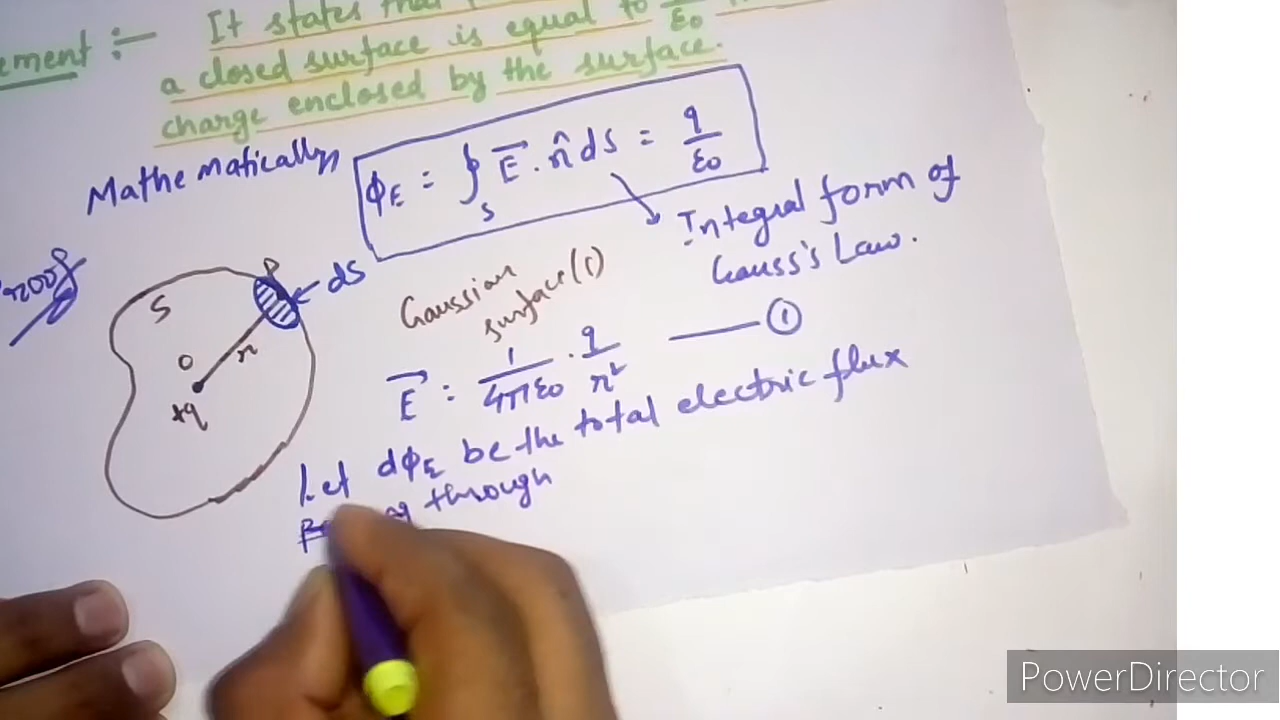 ement :- It states that
a closed surface is equal to 1/ε0
charge enclosed by the surface.
Mathematically,
ϕE = ∮S E⃗ . n̂ ds = q/ε0
Integral form of
Gauss's Law.
S
P
ds
O
r
+q
Gaussian
surface(1)
E⃗ = 1/4πε0 . q/r² —— ①
Let dϕE be the total electric flux
through
PowerDirector